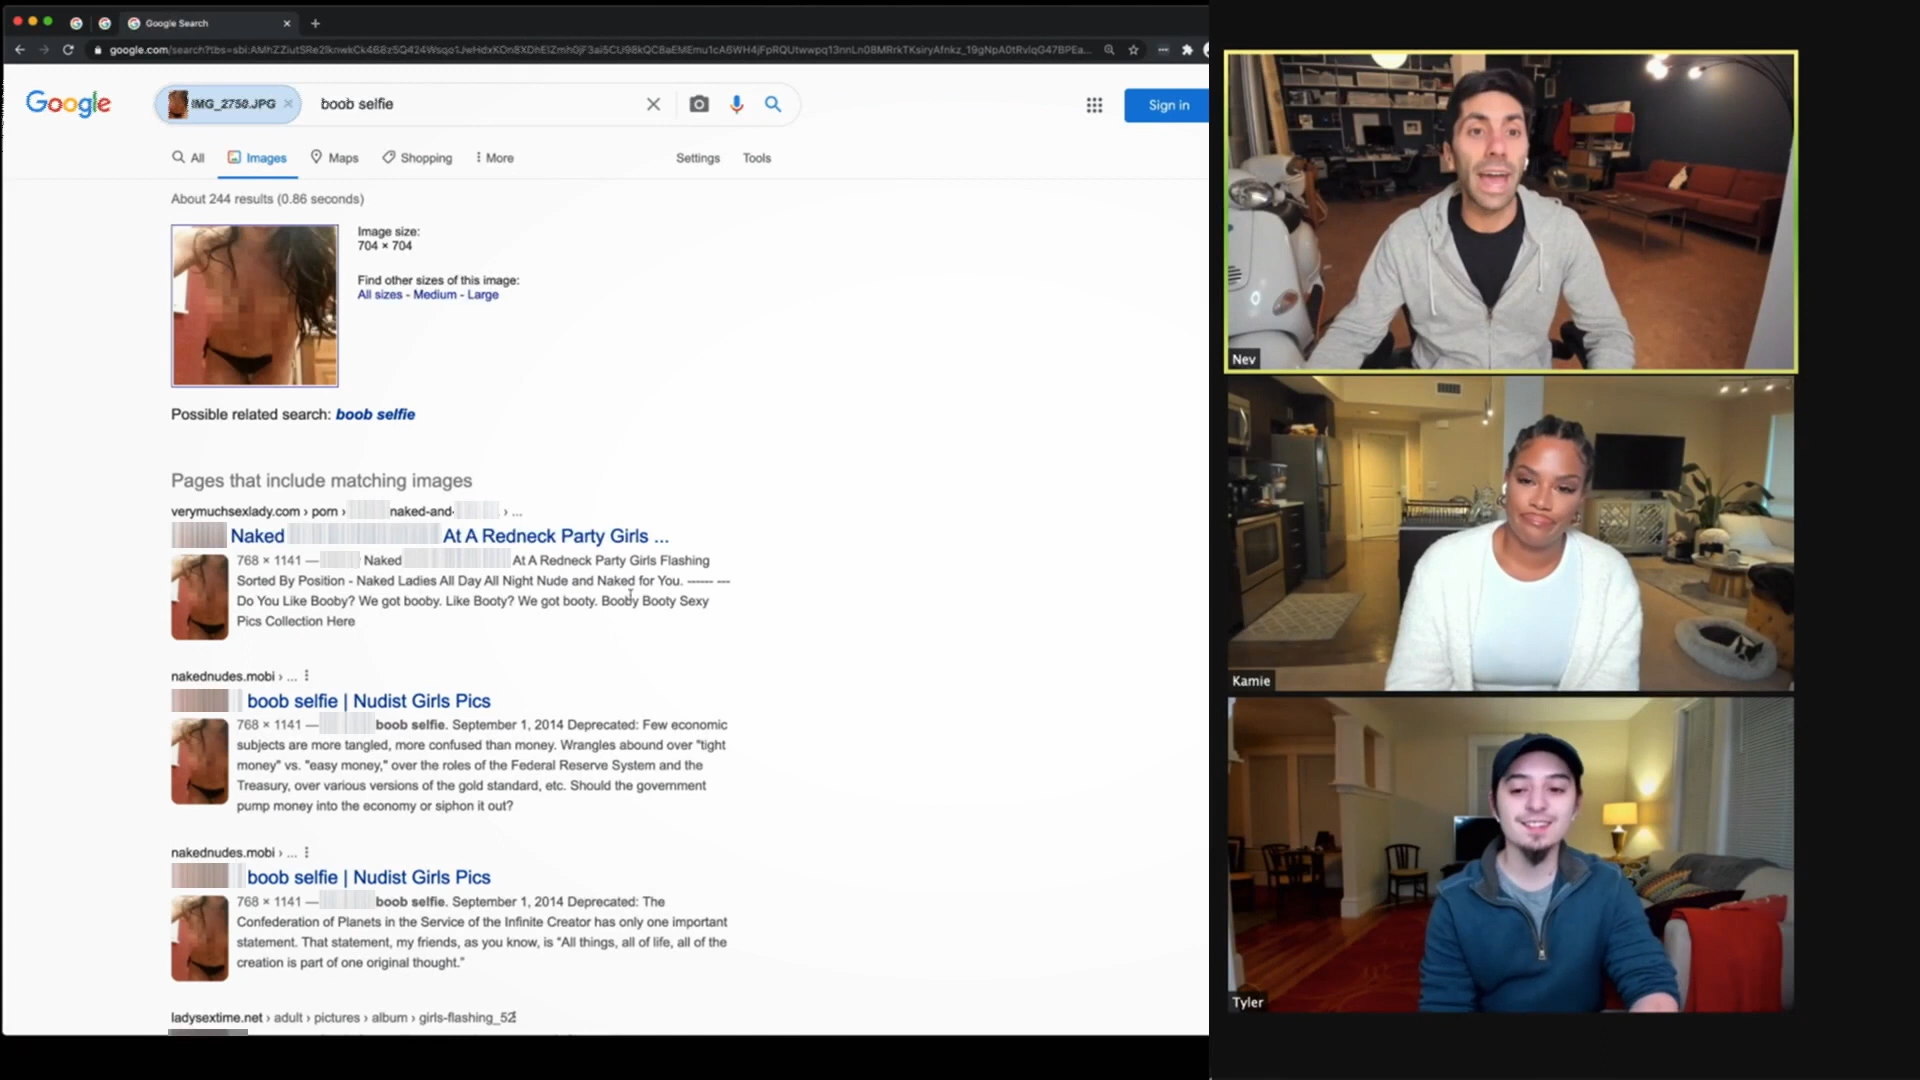 Google Search
google.com/search?tbs=sbi:
Google
IMG_2750.JPG
boob selfie
Sign in
All
Images
Maps
Shopping
More
Settings
Tools
About 244 results (0.86 seconds)
Image size:
704 × 704
Find other sizes of this image:
All sizes - Medium - Large
Possible related search: boob selfie
Pages that include matching images
verymuchsexlady.com › porn › naked-and- › ...
Naked At A Redneck Party Girls ...
768 × 1141 — Naked At A Redneck Party Girls Flashing
Sorted By Position - Naked Ladies All Day All Night Nude and Naked for You. ------ ---
Do You Like Booby? We got booby. Like Booty? We got booty. Booby Booty Sexy
Pics Collection Here
nakednudes.mobi › ...
boob selfie | Nudist Girls Pics
768 × 1141 — boob selfie. September 1, 2014 Deprecated: Few economic
subjects are more tangled, more confused than money. Wrangles abound over "tight
money" vs. "easy money," over the roles of the Federal Reserve System and the
Treasury, over various versions of the gold standard, etc. Should the government
pump money into the economy or siphon it out?
nakednudes.mobi › ...
boob selfie | Nudist Girls Pics
768 × 1141 — boob selfie. September 1, 2014 Deprecated: The
Confederation of Planets in the Service of the Infinite Creator has only one important
statement. That statement, my friends, as you know, is "All things, all of life, all of the
creation is part of one original thought."
ladysextime.net › adult › pictures › album › girls-flashing_52
Nev
Kamie
Tyler